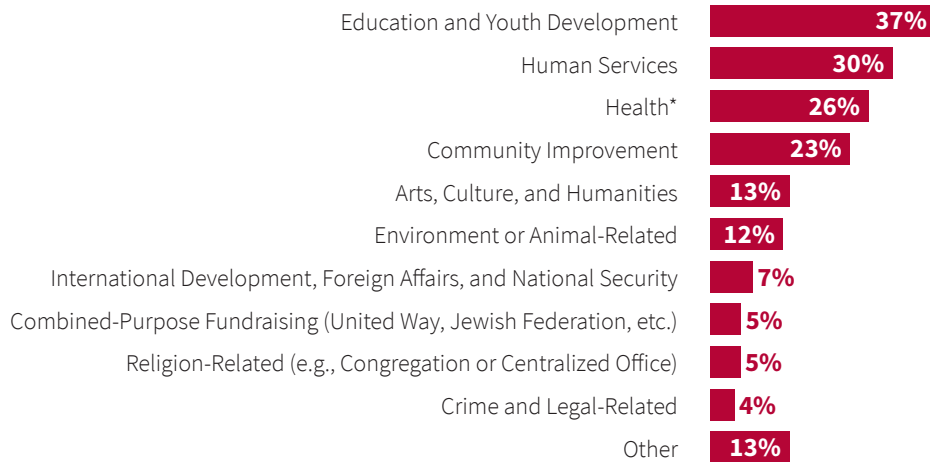 Education and Youth Development 37%
Human Services 30%
Health* 26%
Community Improvement 23%
Arts, Culture, and Humanities 13%
Environment or Animal-Related 12%
International Development, Foreign Affairs, and National Security 7%
Combined-Purpose Fundraising (United Way, Jewish Federation, etc.) 5%
Religion-Related (e.g., Congregation or Centralized Office) 5%
Crime and Legal-Related 4%
Other 13%